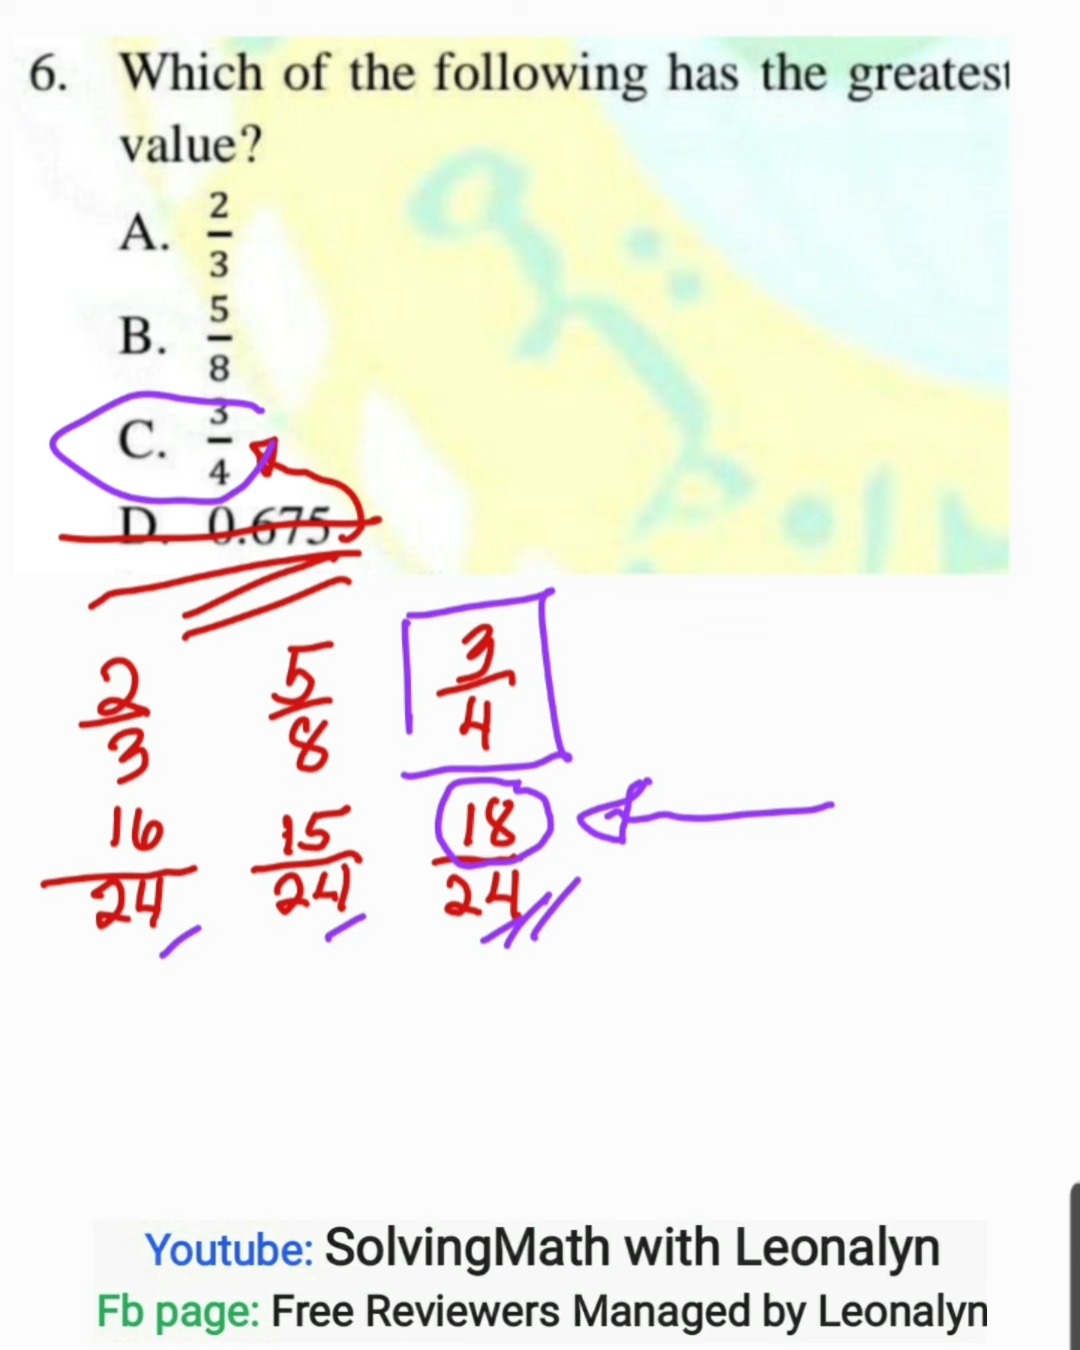 6. Which of the following has the greatest
value?
A. 2/3
B. 5/8
C. 3/4
D. 0.675
2/3 5/8 3/4
16/24 15/24 18/24
Youtube: SolvingMath with Leonalyn
Fb page: Free Reviewers Managed by Leonalyn